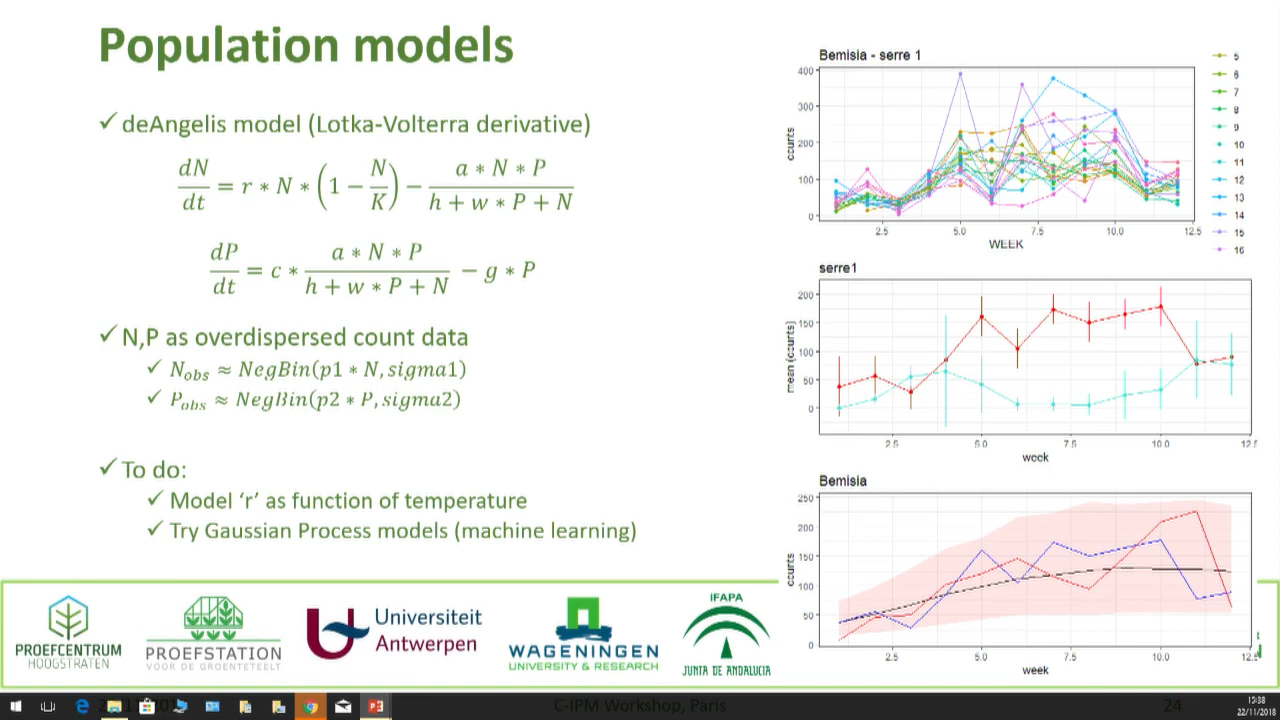 Population models
✓ deAngelis model (Lotka-Volterra derivative)
dN/dt = r * N * (1 − N/K) − a * N * P / h + w * P + N
dP/dt = c * a * N * P / h + w * P + N − g * P
✓ N,P as overdispersed count data
✓ N_obs ≈ NegBin(p1 * N, sigma1)
✓ P_obs ≈ NegBin(p2 * P, sigma2)
✓ To do:
✓ Model ‘r’ as function of temperature
✓ Try Gaussian Process models (machine learning)
Bemisia - serre 1
counts
400
300
200
100
0
2.5 5.0 7.5 10.0 12.5
WEEK
5
6
7
8
9
10
11
12
13
14
15
16
serre1
mean (counts)
200
150
100
50
0
2.5 5.0 7.5 10.0
week
Bemisia
counts
250
200
150
100
50
0
2.5 5.0 7.5 10.0
week
PROEFCENTRUM
HOOGSTRATEN
PROEFSTATION
VOOR DE GROENTETEELT
Universiteit
Antwerpen
WAGENINGEN
UNIVERSITY & RESEARCH
IFAPA
JUNTA DE ANDALUCIA
C-IPM Workshop, Paris
24
15:38
22/11/2018